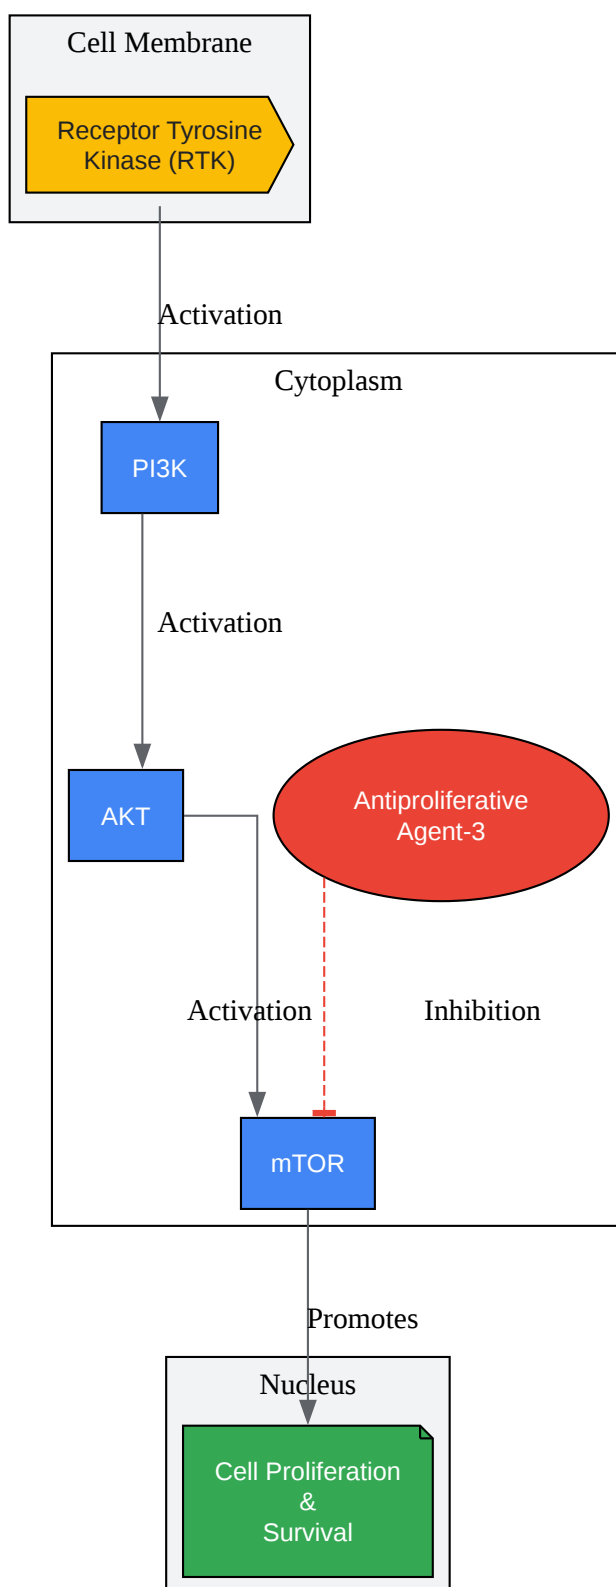 Cell Membrane
Receptor Tyrosine
Kinase (RTK)
Activation
Cytoplasm
PI3K
Activation
AKT
Antiproliferative
Agent-3
Activation
Inhibition
mTOR
Promotes
Nucleus
Cell Proliferation
&
Survival